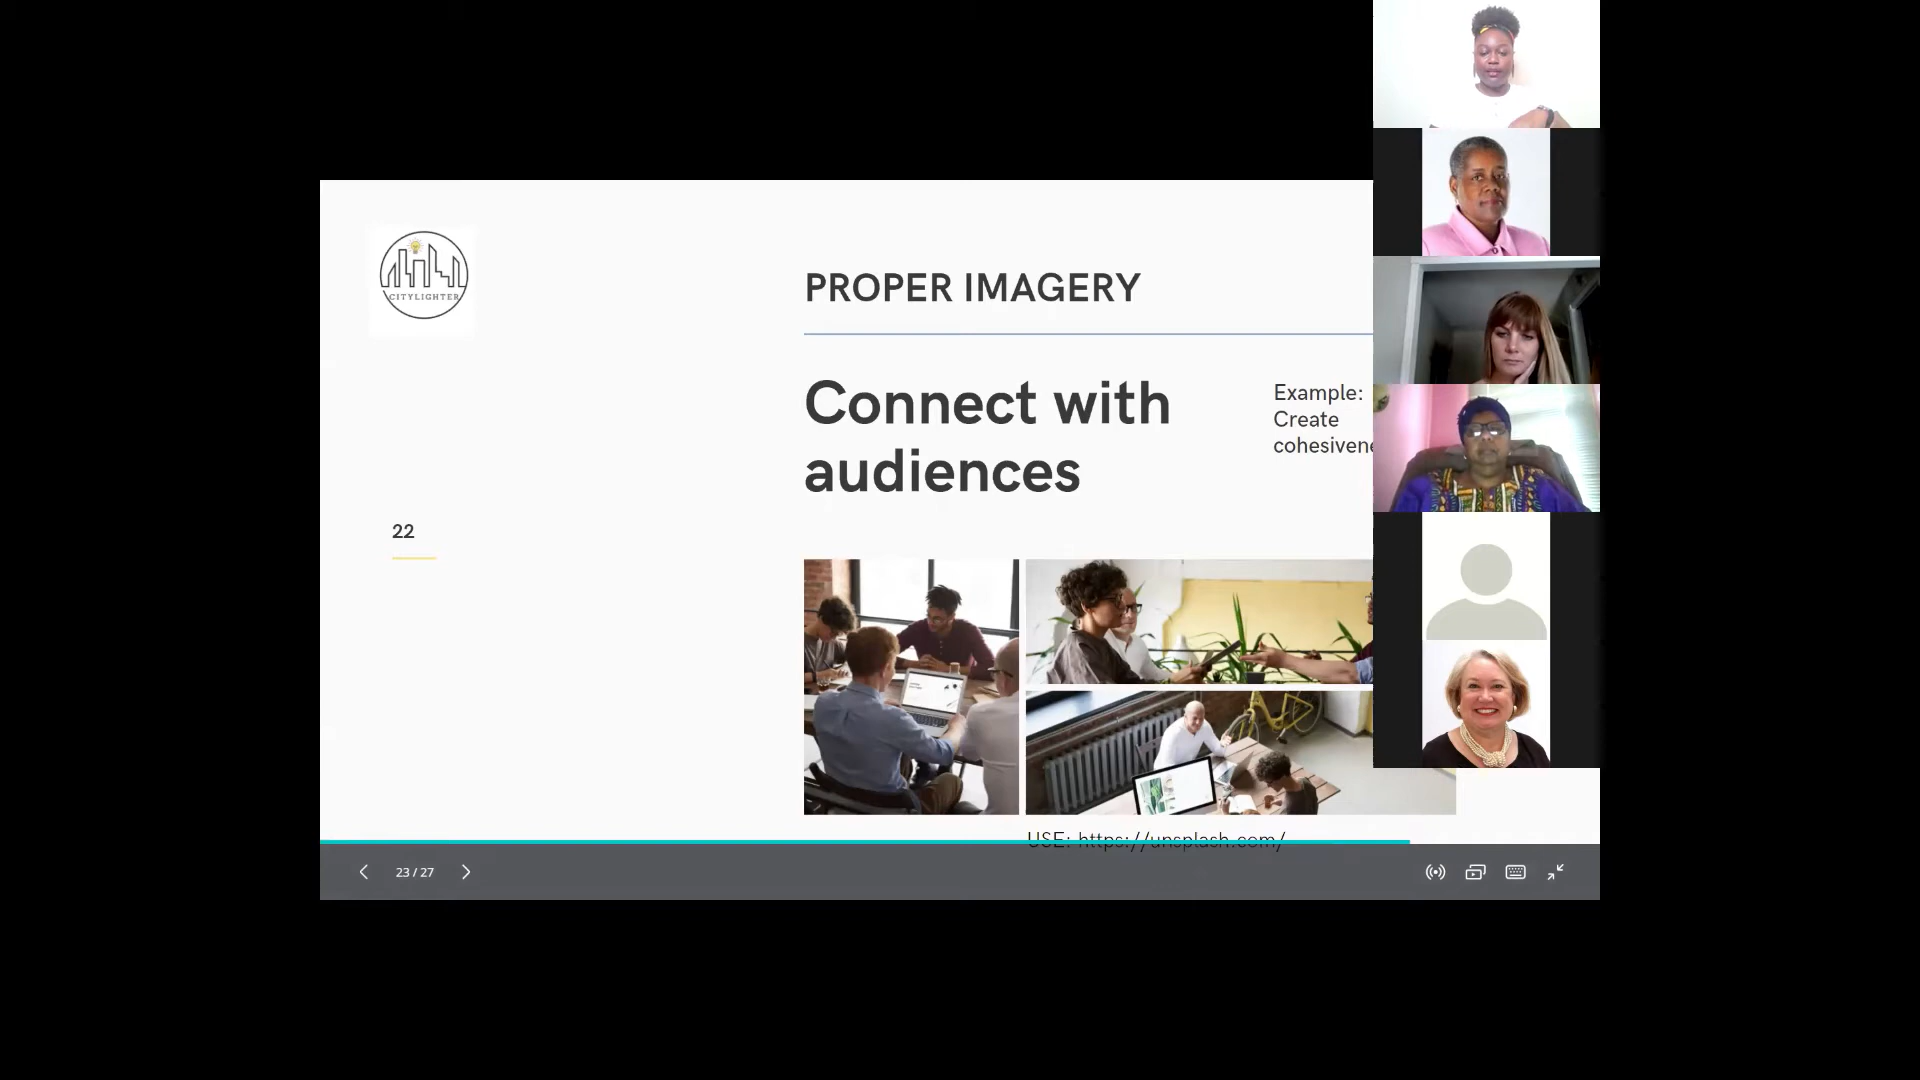 CITYLIGHTER
PROPER IMAGERY
Connect with
audiences
Example:
Create
22
USE: https://unsplash.com/
23 / 27